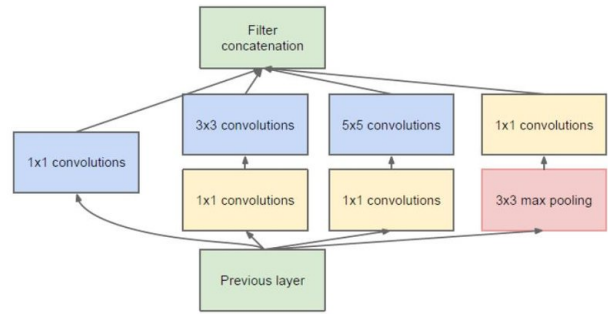 Filter
concatenation
3x3 convolutions
5x5 convolutions
1x1 convolutions
1x1 convolutions
1x1 convolutions
1x1 convolutions
3x3 max pooling
Previous layer